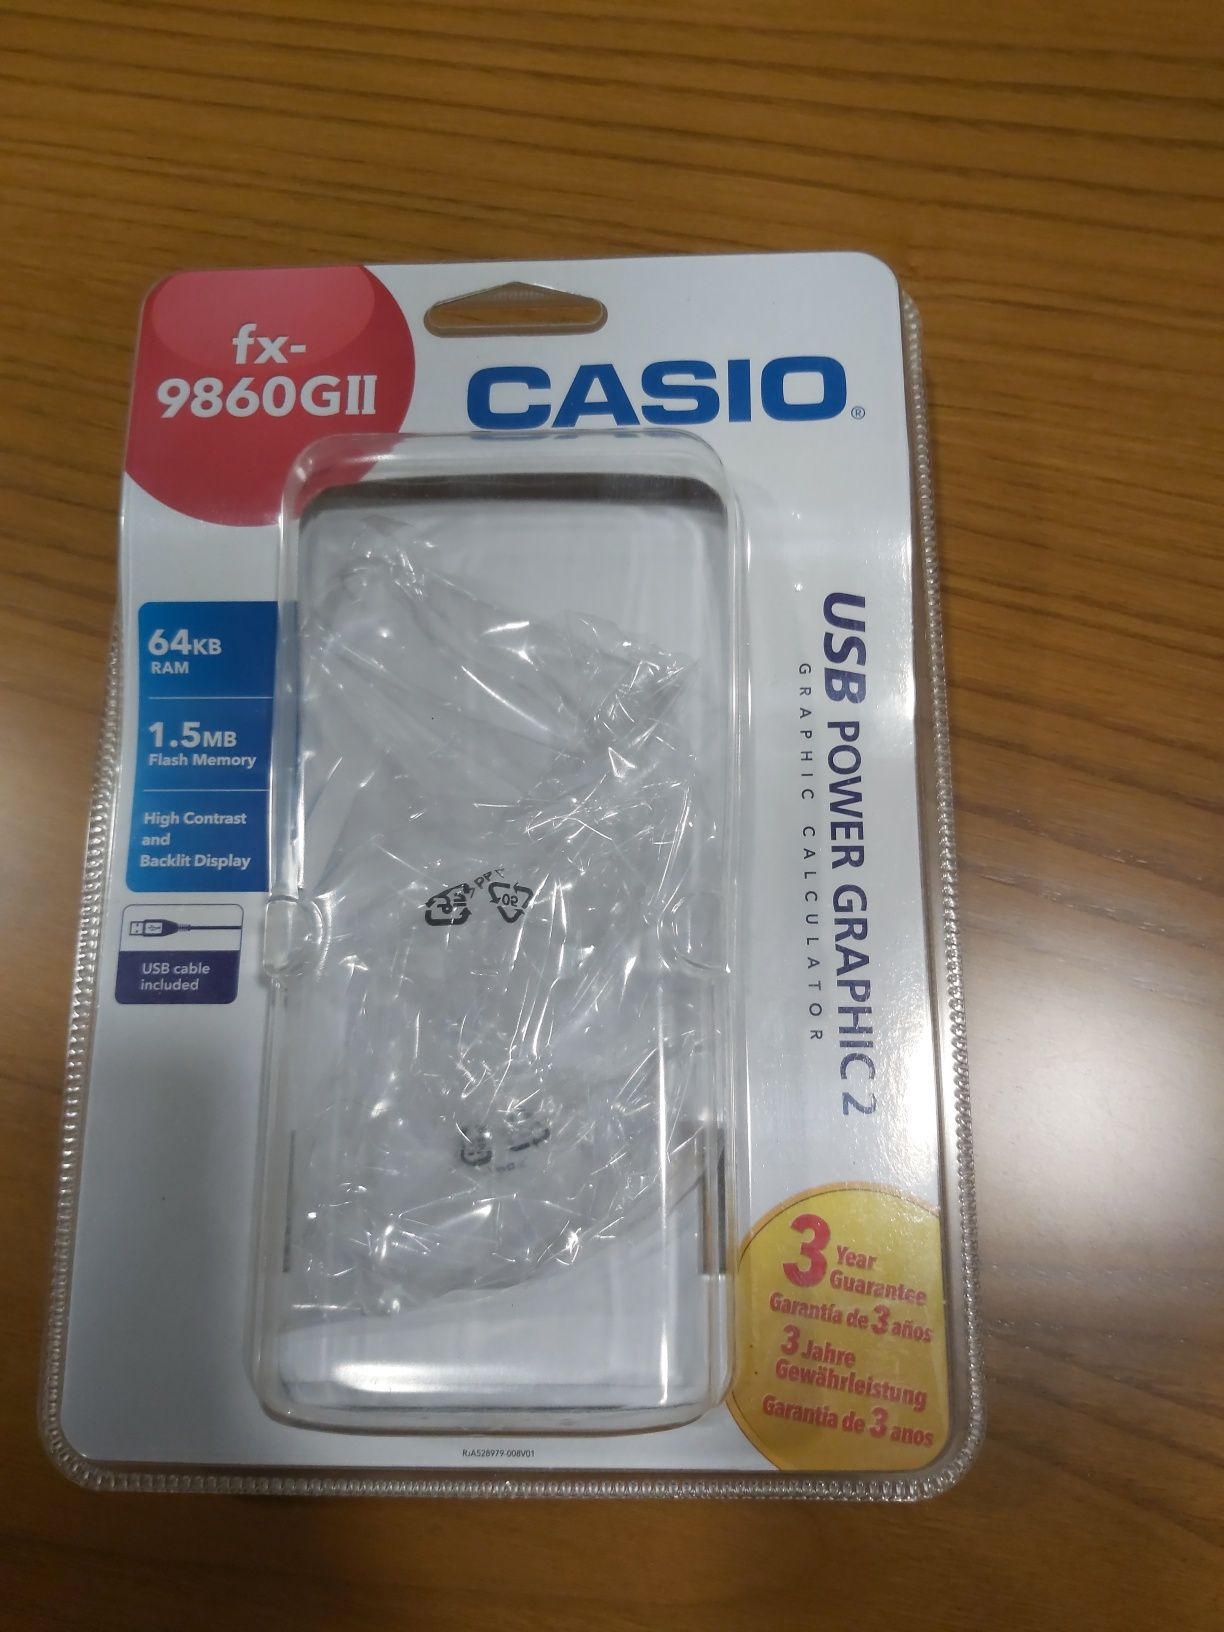 fx-
9860GII
CASIO®
64KB
RAM
1.5MB
Flash Memory
High Contrast
and
Backlit Display
USB cable
included
USB POWER GRAPHIC 2
GRAPHIC CALCULATOR
3 Year
Guarantee
Garantía de 3 años
3 Jahre
Gewährleistung
Garantia de 3 anos
RJA528979-008V01